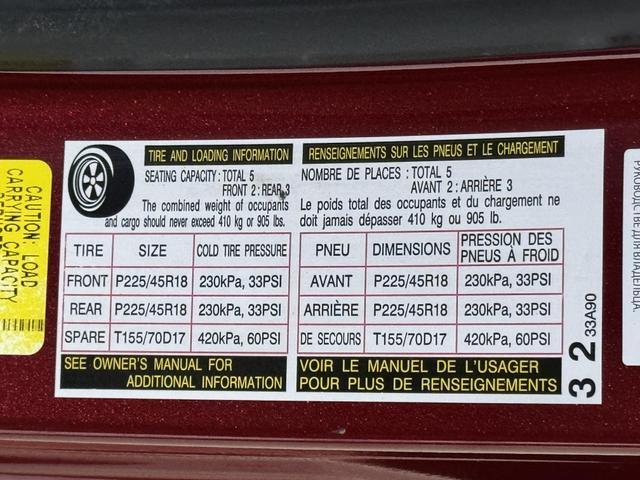 TIRE AND LOADING INFORMATION
SEATING CAPACITY : TOTAL 5
FRONT 2 : REAR 3
The combined weight of occupants
and cargo should never exceed 410 kg or 905 lbs.
TIRE SIZE COLD TIRE PRESSURE
FRONT P225/45R18 230kPa, 33PSI
REAR P225/45R18 230kPa, 33PSI
SPARE T155/70D17 420kPa, 60PSI
SEE OWNER'S MANUAL FOR
ADDITIONAL INFORMATION
RENSEIGNEMENTS SUR LES PNEUS ET LE CHARGEMENT
NOMBRE DE PLACES : TOTAL 5
AVANT 2 : ARRIÈRE 3
Le poids total des occupants et du chargement ne
doit jamais dépasser 410 kg ou 905 lb.
PNEU DIMENSIONS PRESSION DES
PNEUS À FROID
AVANT P225/45R18 230kPa, 33PSI
ARRIÈRE P225/45R18 230kPa, 33PSI
DE SECOURS T155/70D17 420kPa, 60PSI
VOIR LE MANUEL DE L'USAGER
POUR PLUS DE RENSEIGNEMENTS
3 2 33A90
CAUTION: LOAD
CARRYING CAPACITY